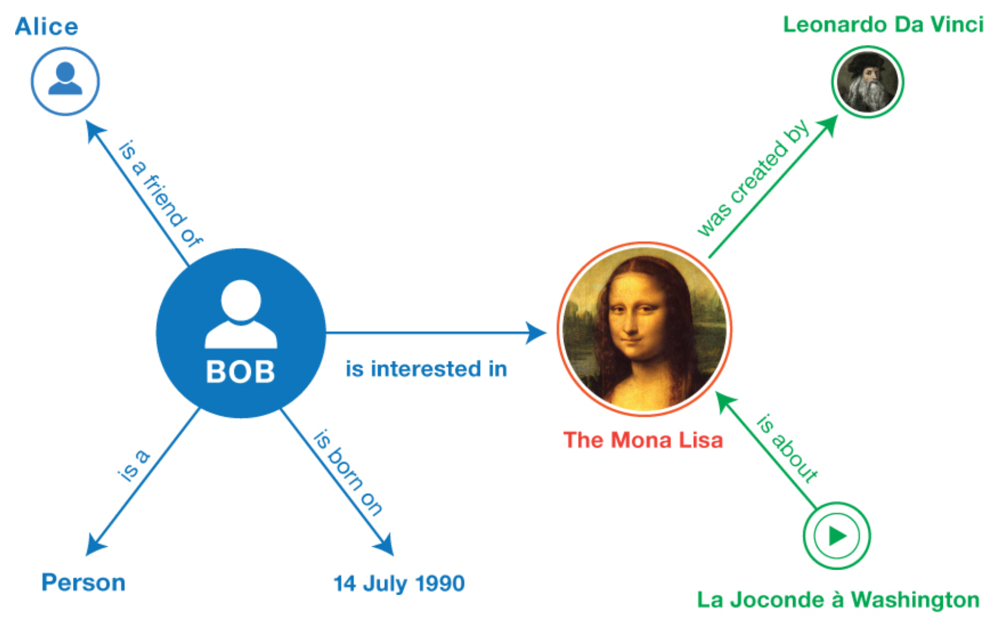 Alice
Leonardo Da Vinci
is a friend of
was created by
BOB
is interested in
The Mona Lisa
is a
is born on
is about
Person
14 July 1990
La Joconde à Washington